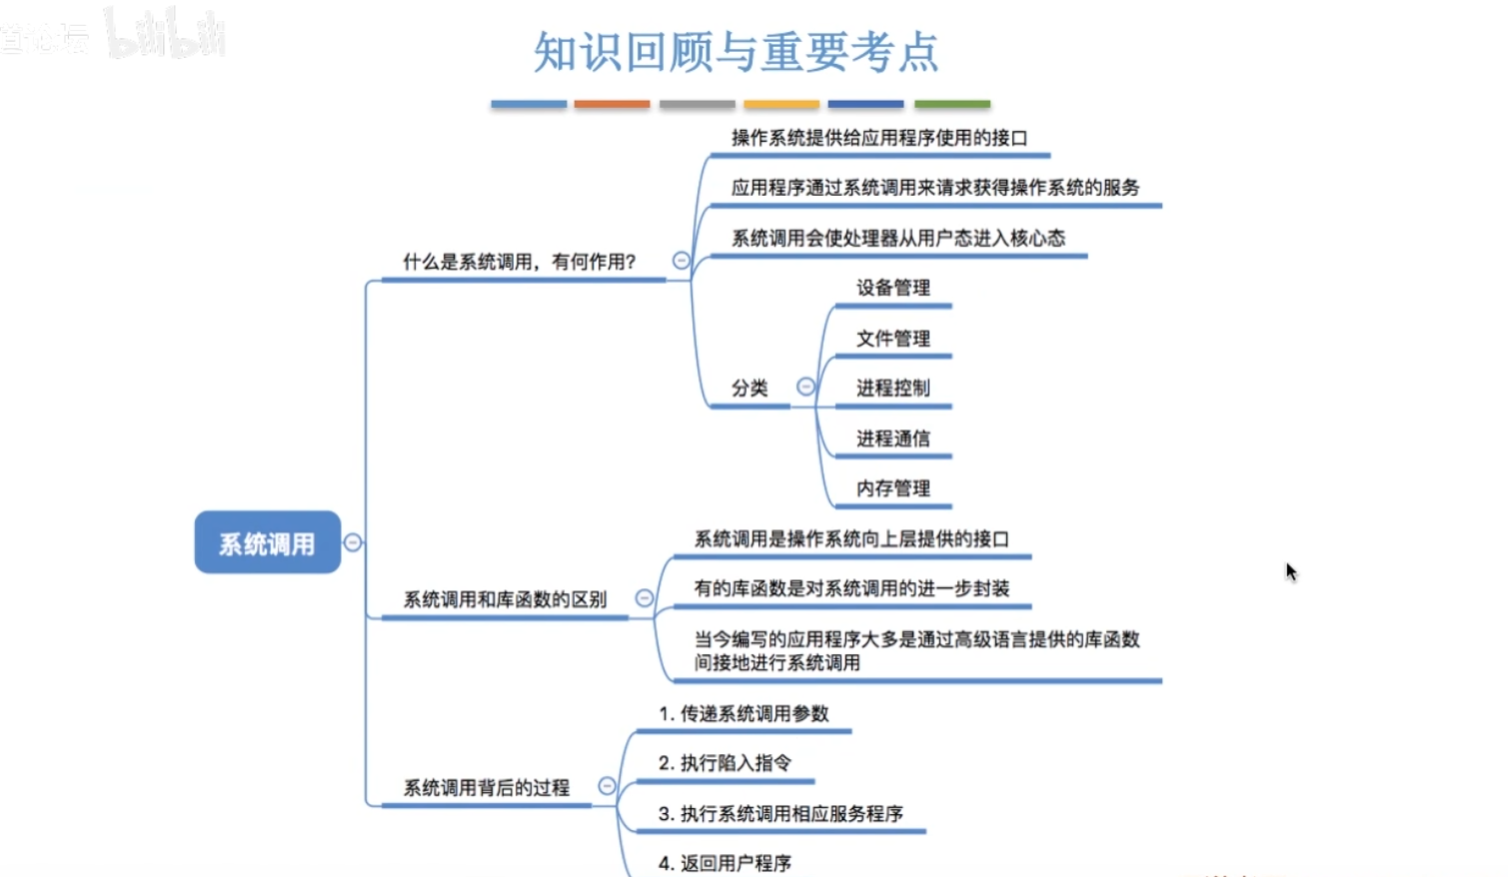 bilibili
知识回顾与重要考点
操作系统提供给应用程序使用的接口
应用程序通过系统调用来请求获得操作系统的服务
系统调用会使处理器从用户态进入核心态
什么是系统调用，有何作用？
设备管理
文件管理
分类
进程控制
进程通信
内存管理
系统调用
系统调用是操作系统向上层提供的接口
有的库函数是对系统调用的进一步封装
系统调用和库函数的区别
当今编写的应用程序大多是通过高级语言提供的库函数
间接地进行系统调用
1. 传递系统调用参数
2. 执行陷入指令
系统调用背后的过程
3. 执行系统调用相应服务程序
4. 返回用户程序